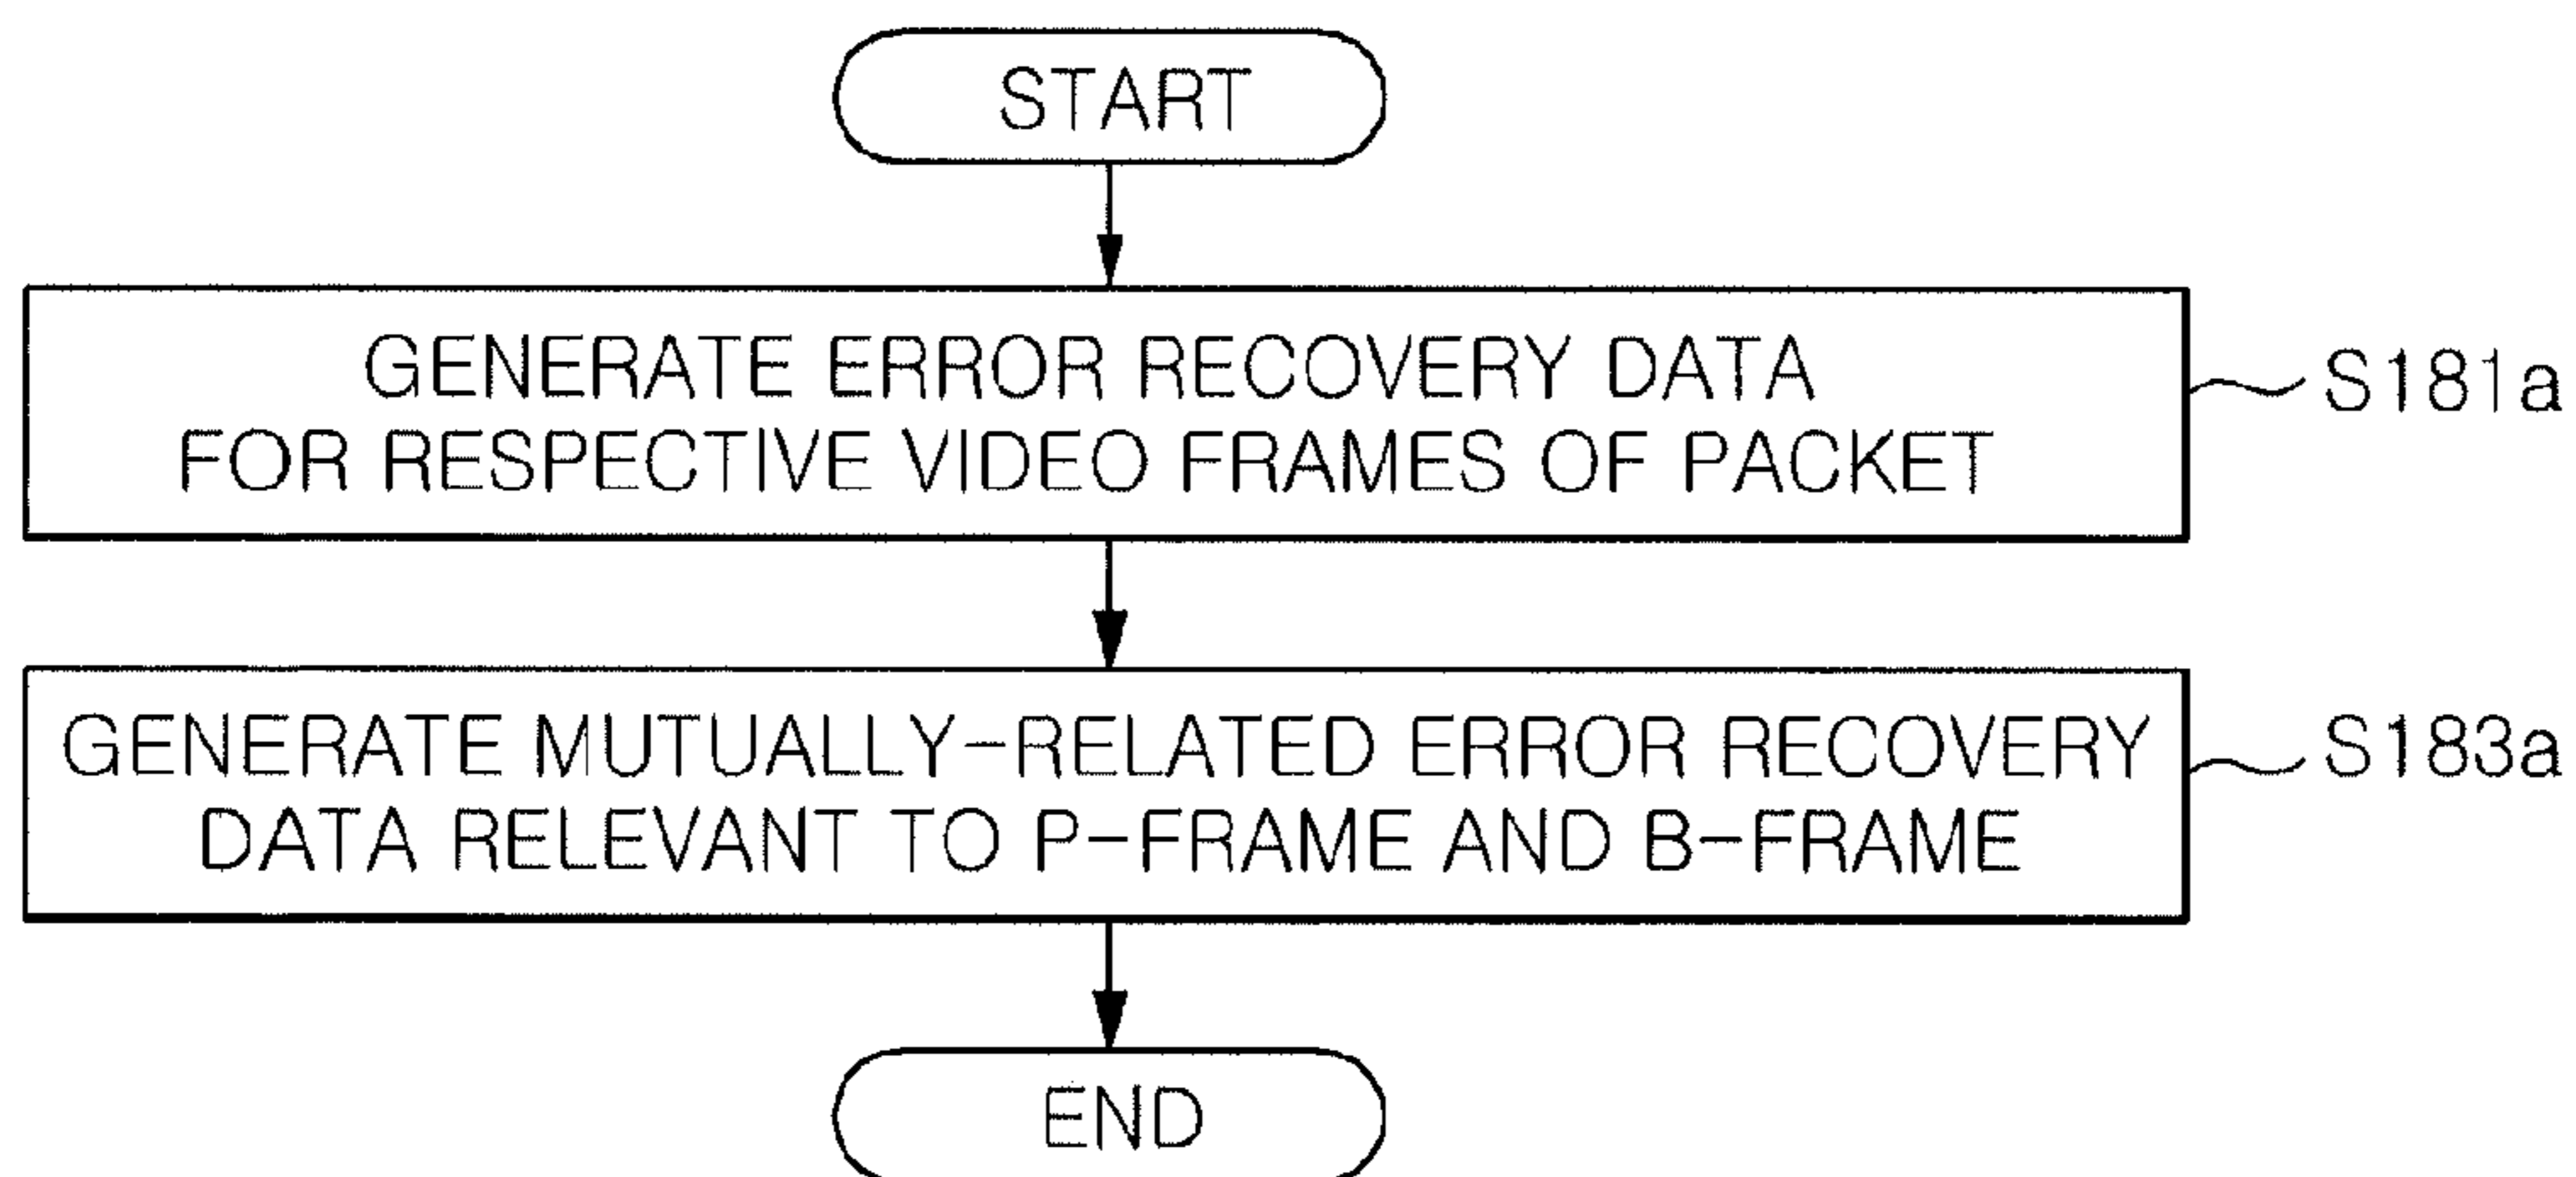 START
GENERATE ERROR RECOVERY DATA
FOR RESPECTIVE VIDEO FRAMES OF PACKET
S181a
GENERATE MUTUALLY-RELATED ERROR RECOVERY
DATA RELEVANT TO P-FRAME AND B-FRAME
S183a
END